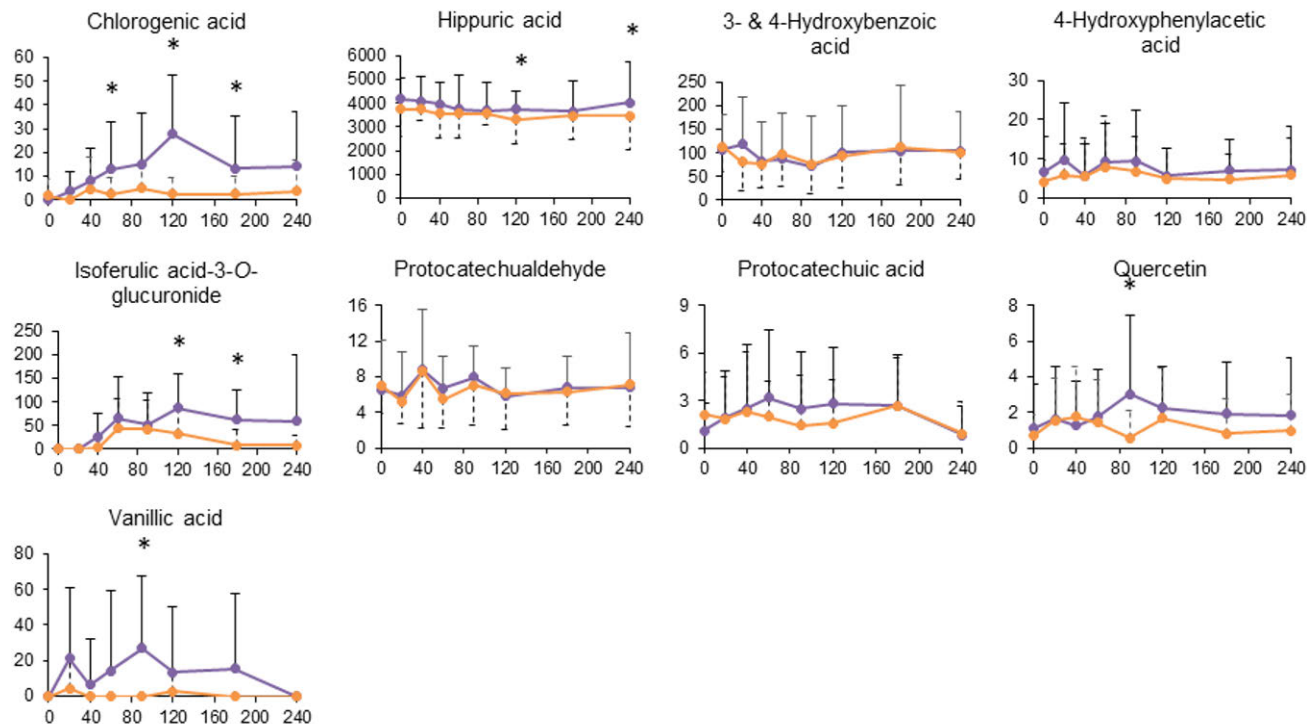 Chlorogenic acid
60
50
40
30
20
10
0
* * *
0 40 80 120 160 200 240
Hippuric acid
6000
5000
4000
3000
2000
1000
0
* *
0 40 80 120 160 200 240
3- & 4-Hydroxybenzoic
acid
250
200
150
100
50
0
0 40 80 120 160 200 240
4-Hydroxyphenylacetic
acid
30
20
10
0
0 40 80 120 160 200 240
Isoferulic acid-3-O-
glucuronide
250
200
150
100
50
0
* *
0 40 80 120 160 200 240
Protocatechualdehyde
16
12
8
4
0
0 40 80 120 160 200 240
Protocatechuic acid
9
6
3
0
0 40 80 120 160 200 240
Quercetin
*
8
6
4
2
0
0 40 80 120 160 200 240
Vanillic acid
*
80
60
40
20
0
0 40 80 120 160 200 240